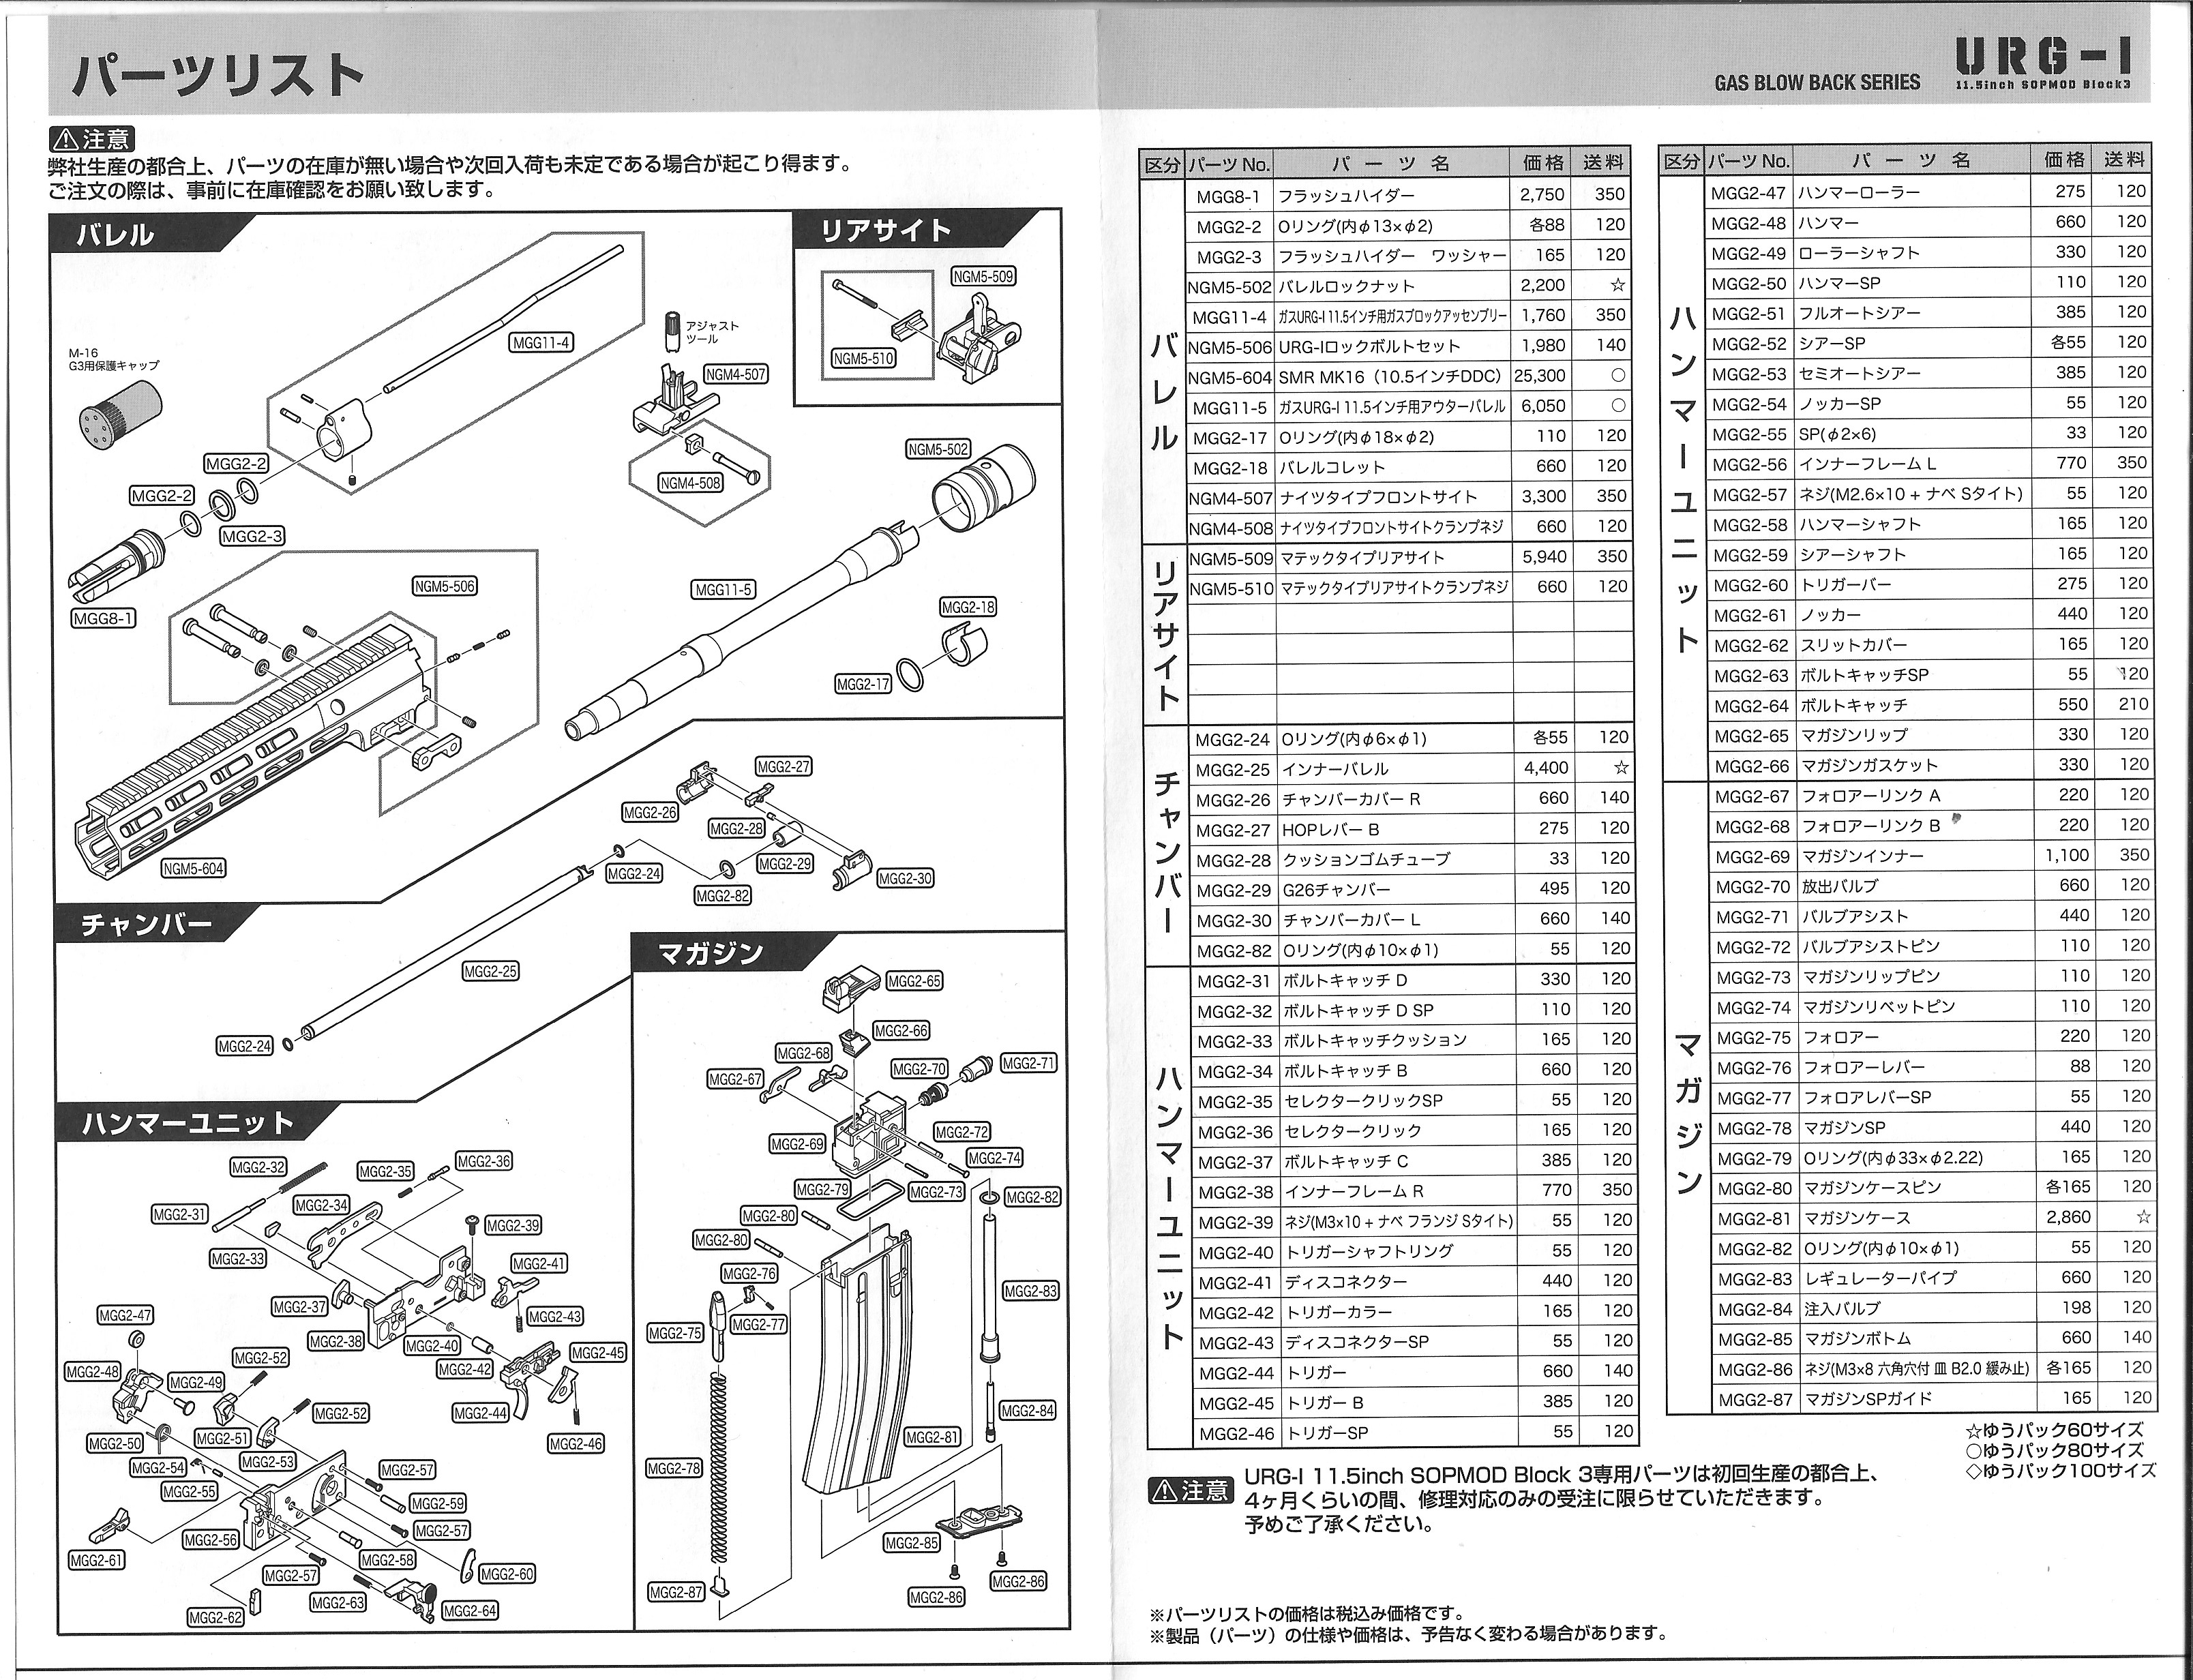 パーツリスト
GAS BLOW BACK SERIES
URG-I
11.5inch SOPMOD Block3
⚠注意
弊社生産の都合上、パーツの在庫が無い場合や次回入荷も未定である場合が起こり得ます。
ご注文の際は、事前に在庫確認をお願い致します。
バレル
M-16
G3用保護キャップ
MGG11-4
アジャスト
ツール
NGM4-507
NGM4-508
MGG2-2
MGG2-2
MGG2-3
MGG8-1
NGM5-502
NGM5-506
MGG11-5
MGG2-18
MGG2-17
NGM5-604
リアサイト
NGM5-509
NGM5-510
チャンバー
MGG2-27
MGG2-26
MGG2-28
MGG2-29
MGG2-24
MGG2-82
MGG2-30
MGG2-25
MGG2-24
ハンマーユニット
MGG2-32
MGG2-35
MGG2-36
MGG2-31
MGG2-34
MGG2-39
MGG2-33
MGG2-41
MGG2-37
MGG2-43
MGG2-47
MGG2-38
MGG2-40
MGG2-42
MGG2-45
MGG2-52
MGG2-48
MGG2-49
MGG2-44
MGG2-52
MGG2-50
MGG2-51
MGG2-46
MGG2-53
MGG2-54
MGG2-57
MGG2-55
MGG2-59
MGG2-57
MGG2-56
MGG2-61
MGG2-58
MGG2-57
MGG2-60
MGG2-63
MGG2-62
MGG2-64
マガジン
MGG2-65
MGG2-66
MGG2-68
MGG2-67
MGG2-70
MGG2-71
MGG2-69
MGG2-72
MGG2-74
MGG2-79
MGG2-73
MGG2-82
MGG2-80
MGG2-80
MGG2-76
MGG2-83
MGG2-77
MGG2-75
MGG2-84
MGG2-81
MGG2-78
MGG2-85
MGG2-86
MGG2-86
MGG2-87
区分 パーツNo. パーツ名 価格 送料
バレル
MGG8-1 フラッシュハイダー 2,750 350
MGG2-2 Oリング(内φ13×φ2) 各88 120
MGG2-3 フラッシュハイダー ワッシャー 165 120
NGM5-502 バレルロックナット 2,200 ☆
MGG11-4 ガスURG-I 11.5インチ用ガスブロックアッセンブリー 1,760 350
NGM5-506 URG-Iロックボルトセット 1,980 140
NGM5-604 SMR MK16（10.5インチDDC） 25,300 ○
MGG11-5 ガスURG-I 11.5インチ用アウターバレル 6,050 ○
MGG2-17 Oリング(内φ18×φ2) 110 120
MGG2-18 バレルコレット 660 120
NGM4-507 ナイツタイプフロントサイト 3,300 350
NGM4-508 ナイツタイプフロントサイトクランプネジ 660 120
リアサイト
NGM5-509 マテックタイプリアサイト 5,940 350
NGM5-510 マテックタイプリアサイトクランプネジ 660 120
チャンバー
MGG2-24 Oリング(内φ6×φ1) 各55 120
MGG2-25 インナーバレル 4,400 ☆
MGG2-26 チャンバーカバー R 660 140
MGG2-27 HOPレバー B 275 120
MGG2-28 クッションゴムチューブ 33 120
MGG2-29 G26チャンバー 495 120
MGG2-30 チャンバーカバー L 660 140
MGG2-82 Oリング(内φ10×φ1) 55 120
ハンマーユニット
MGG2-31 ボルトキャッチ D 330 120
MGG2-32 ボルトキャッチ D SP 110 120
MGG2-33 ボルトキャッチクッション 165 120
MGG2-34 ボルトキャッチ B 660 120
MGG2-35 セレクタークリックSP 55 120
MGG2-36 セレクタークリック 165 120
MGG2-37 ボルトキャッチ C 385 120
MGG2-38 インナーフレーム R 770 350
MGG2-39 ネジ(M3×10 + ナベ フランジ Sタイト) 55 120
MGG2-40 トリガーシャフトリング 55 120
MGG2-41 ディスコネクター 440 120
MGG2-42 トリガーカラー 165 120
MGG2-43 ディスコネクターSP 55 120
MGG2-44 トリガー 660 140
MGG2-45 トリガー B 385 120
MGG2-46 トリガーSP 55 120
区分 パーツNo. パーツ名 価格 送料
ハンマーユニット
MGG2-47 ハンマーローラー 275 120
MGG2-48 ハンマー 660 120
MGG2-49 ローラーシャフト 330 120
MGG2-50 ハンマーSP 110 120
MGG2-51 フルオートシアー 385 120
MGG2-52 シアーSP 各55 120
MGG2-53 セミオートシアー 385 120
MGG2-54 ノッカーSP 55 120
MGG2-55 SP(φ2×6) 33 120
MGG2-56 インナーフレーム L 770 350
MGG2-57 ネジ(M2.6×10 + ナベ Sタイト) 55 120
MGG2-58 ハンマーシャフト 165 120
MGG2-59 シアーシャフト 165 120
MGG2-60 トリガーバー 275 120
MGG2-61 ノッカー 440 120
MGG2-62 スリットカバー 165 120
MGG2-63 ボルトキャッチSP 55 120
MGG2-64 ボルトキャッチ 550 210
MGG2-65 マガジンリップ 330 120
MGG2-66 マガジンガスケット 330 120
マガジン
MGG2-67 フォロアーリンク A 220 120
MGG2-68 フォロアーリンク B 220 120
MGG2-69 マガジンインナー 1,100 350
MGG2-70 放出バルブ 660 120
MGG2-71 バルブアシスト 440 120
MGG2-72 バルブアシストピン 110 120
MGG2-73 マガジンリップピン 110 120
MGG2-74 マガジンリベットピン 110 120
MGG2-75 フォロアー 220 120
MGG2-76 フォロアーレバー 88 120
MGG2-77 フォロアレバーSP 55 120
MGG2-78 マガジンSP 440 120
MGG2-79 Oリング(内φ33×φ2.22) 165 120
MGG2-80 マガジンケースピン 各165 120
MGG2-81 マガジンケース 2,860 ☆
MGG2-82 Oリング(内φ10×φ1) 55 120
MGG2-83 レギュレーターパイプ 660 120
MGG2-84 注入バルブ 198 120
MGG2-85 マガジンボトム 660 140
MGG2-86 ネジ(M3×8 六角穴付 皿 B2.0 緩み止) 各165 120
MGG2-87 マガジンSPガイド 165 120
☆ゆうパック60サイズ
○ゆうパック80サイズ
◇ゆうパック100サイズ
⚠注意
URG-I 11.5inch SOPMOD Block 3専用パーツは初回生産の都合上、
4ヶ月くらいの間、修理対応のみの受注に限らせていただきます。
予めご了承ください。
※パーツリストの価格は税込み価格です。
※製品（パーツ）の仕様や価格は、予告なく変わる場合があります。